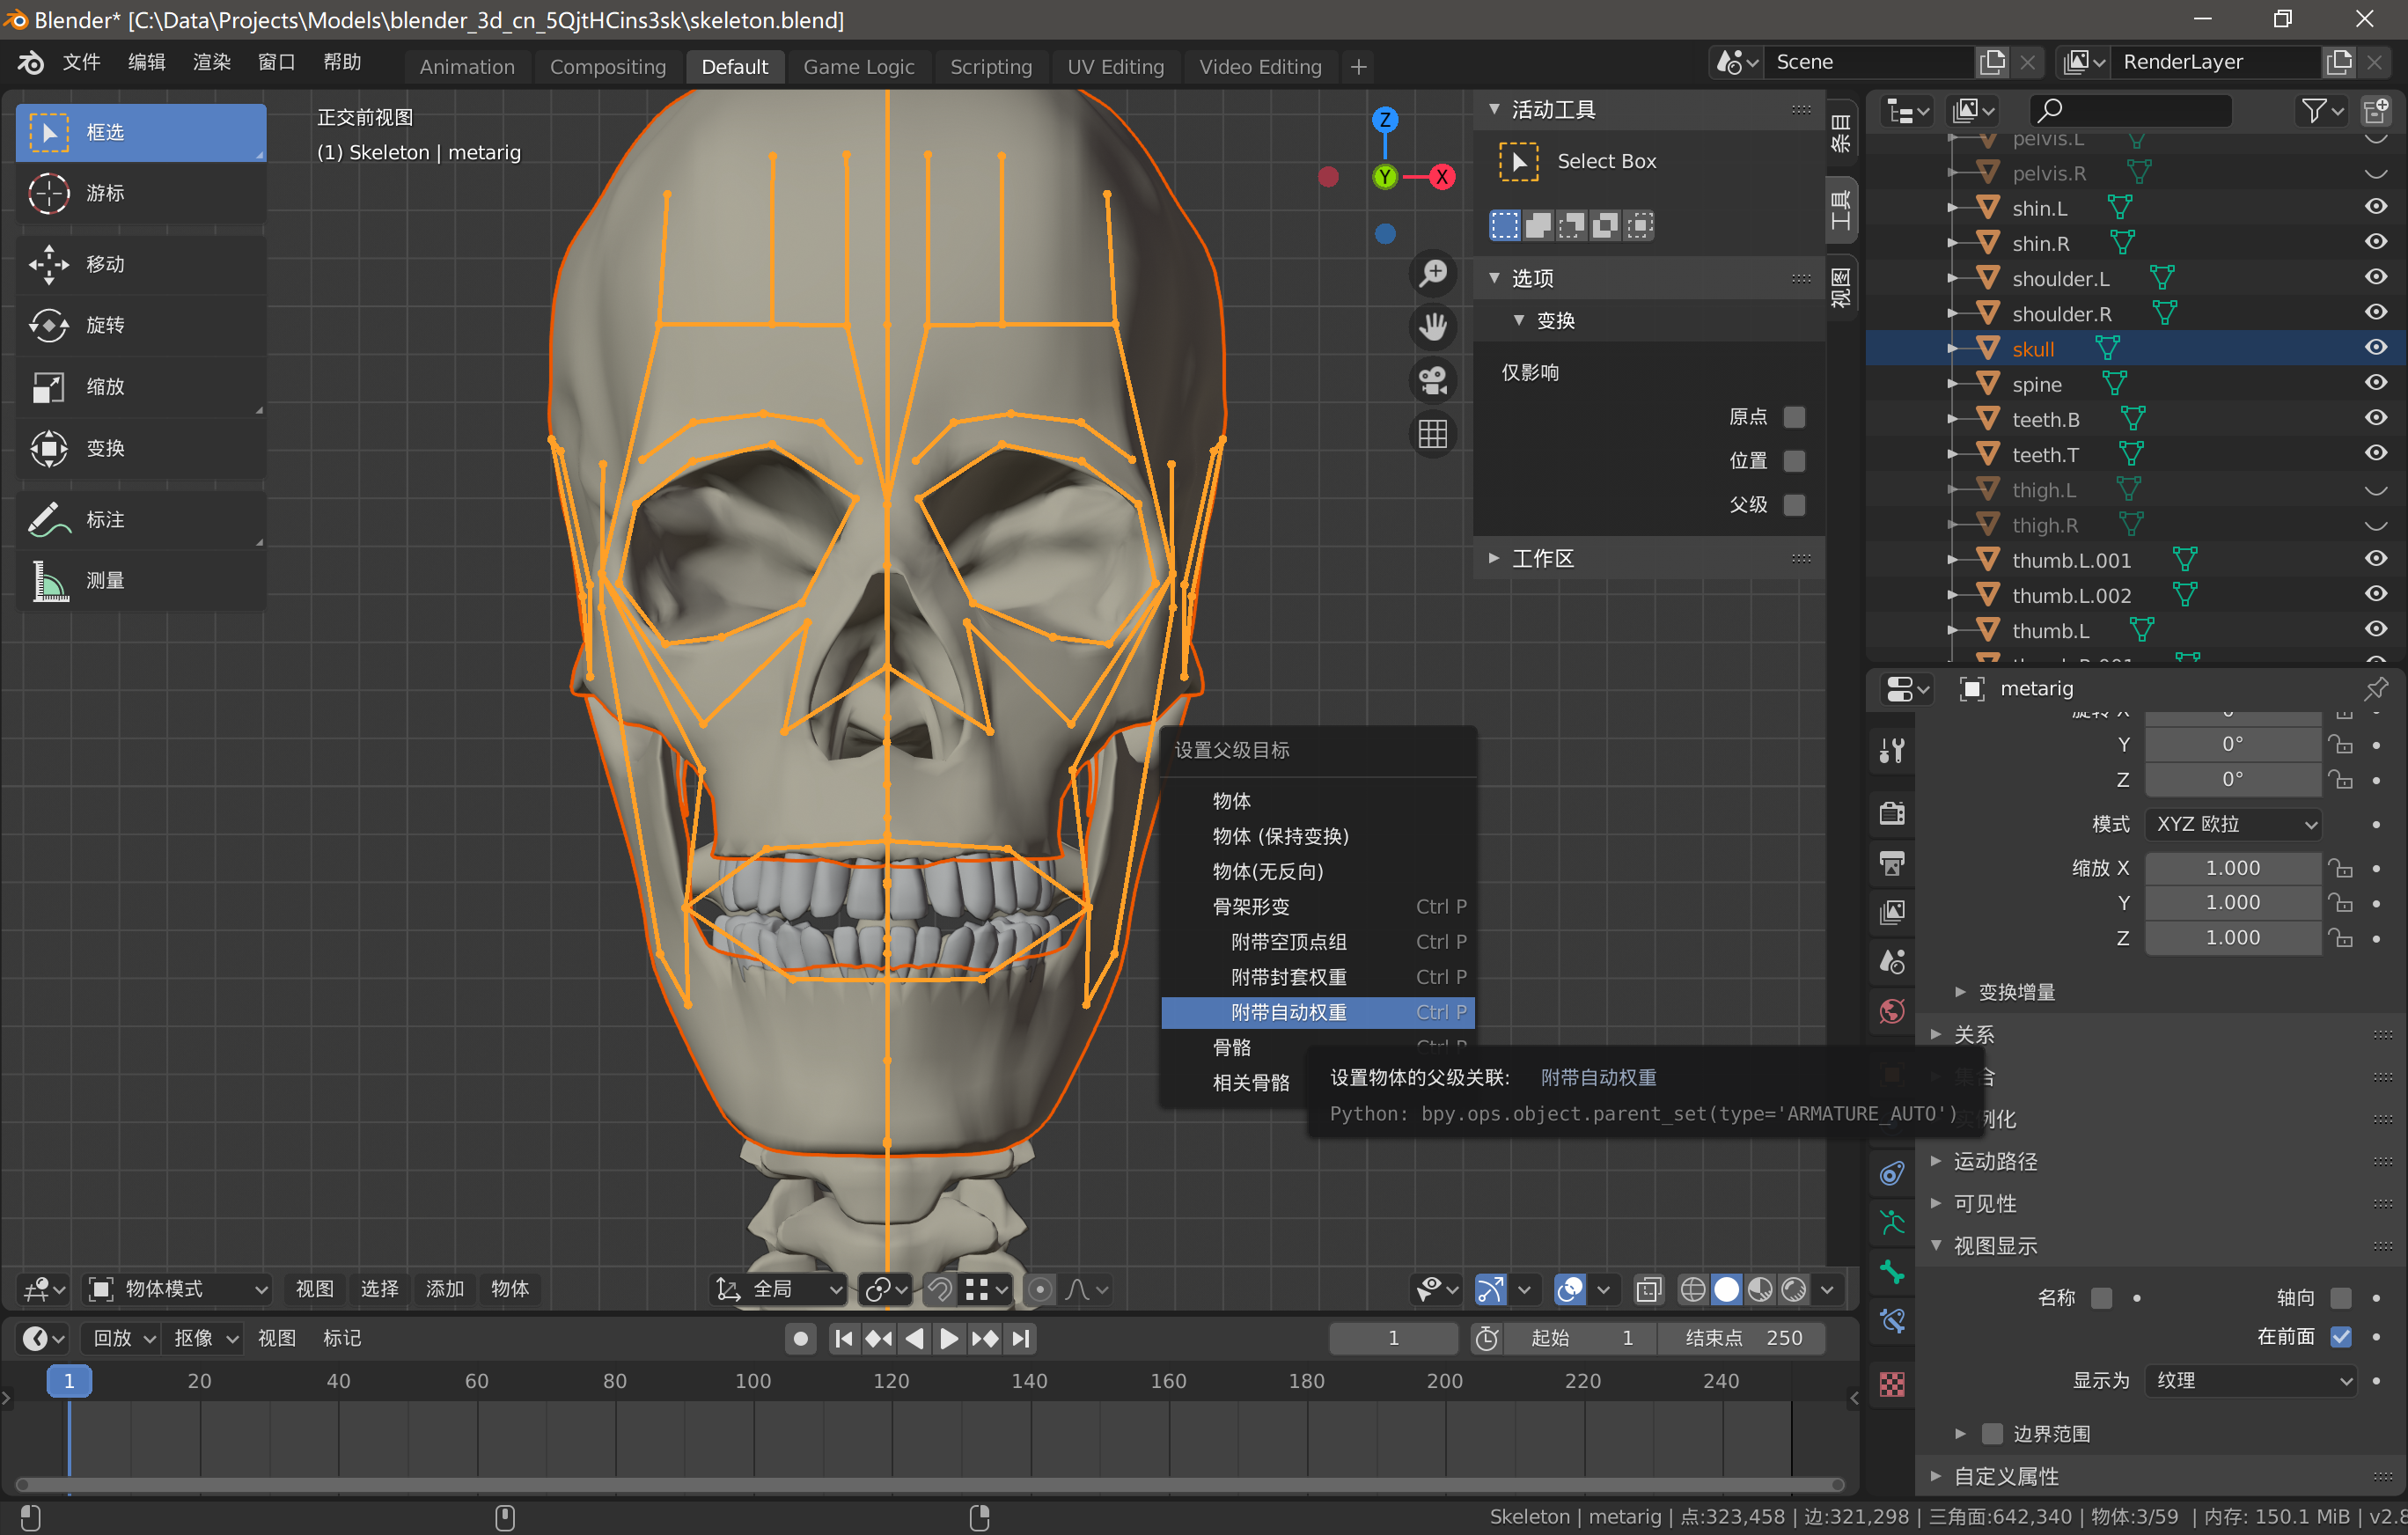 Blender* [C:\Data\Projects\Models\blender_3d_cn_5QjtHCins3sk\skeleton.blend]
文件 编辑 渲染 窗口 帮助 Animation Compositing Default Game Logic Scripting UV Editing Video Editing + Scene RenderLayer
框选
游标
移动
旋转
缩放
变换
标注
测量
正交前视图
(1) Skeleton | metarig
Z
Y
X
活动工具
Select Box
选项
变换
仅影响
原点
位置
父级
工作区
条目
工具
视图
pelvis.L
pelvis.R
shin.L
shin.R
shoulder.L
shoulder.R
skull
spine
teeth.B
teeth.T
thigh.L
thigh.R
thumb.L.001
thumb.L.002
thumb.L
metarig
Y 0°
Z 0°
模式 XYZ 欧拉
缩放 X 1.000
Y 1.000
Z 1.000
变换增量
关系
集合
运动路径
可见性
视图显示
名称 轴向
在前面
显示为 纹理
边界范围
自定义属性
设置父级目标
物体
物体 (保持变换)
物体(无反向)
骨架形变 Ctrl P
附带空顶点组 Ctrl P
附带封套权重 Ctrl P
附带自动权重 Ctrl P
骨骼 Ctrl P
相关骨骼
设置物体的父级关联: 附带自动权重
Python: bpy.ops.object.parent_set(type='ARMATURE_AUTO')
物体模式 视图 选择 添加 物体 全局
回放 抠像 视图 标记 1 起始 1 结束点 250
1 20 40 60 80 100 120 140 160 180 200 220 240
Skeleton | metarig | 点:323,458 | 边:321,298 | 三角面:642,340 | 物体:3/59 | 内存: 150.1 MiB | v2.9